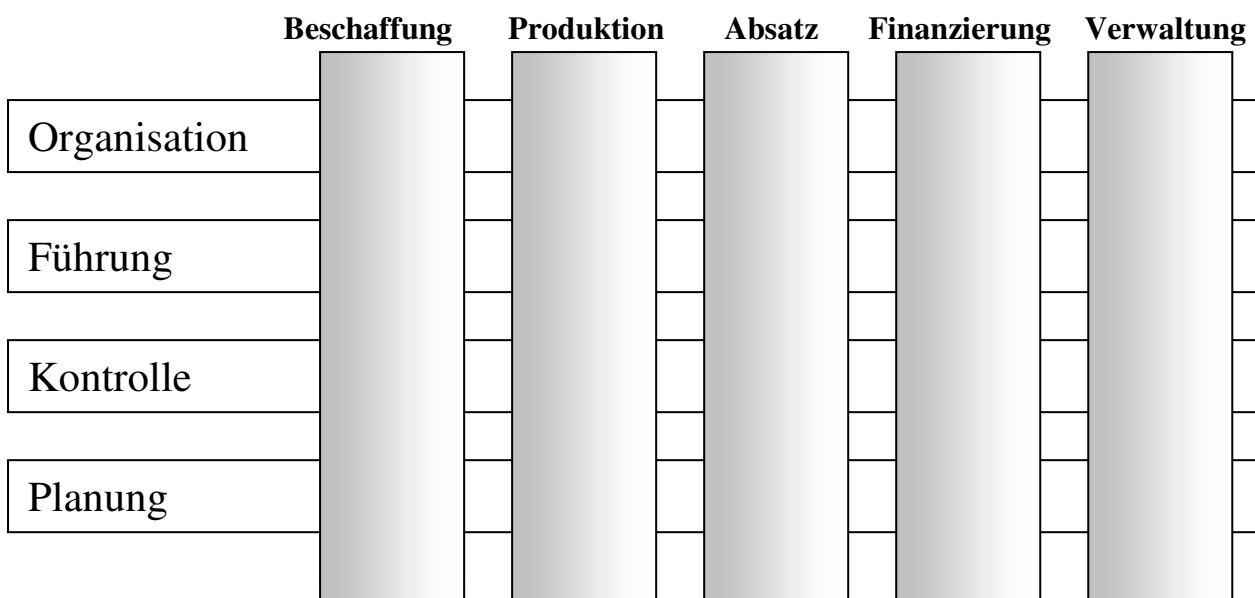 Beschaffung Produktion Absatz Finanzierung Verwaltung
Organisation
Führung
Kontrolle
Planung